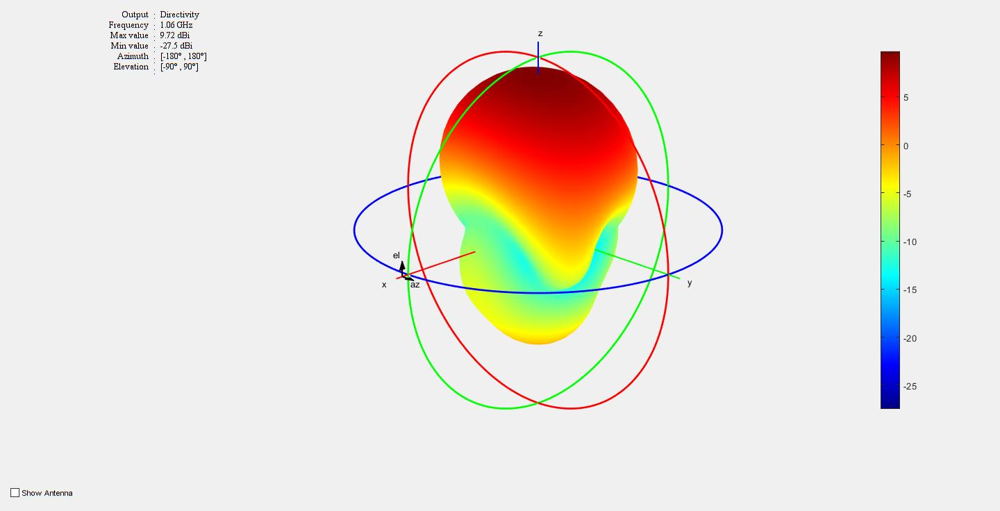 Output : Directivity
Frequency : 1.06 GHz
Max value : 9.72 dBi
Min value : -27.5 dBi
Azimuth : [-180° , 180°]
Elevation : [-90° , 90°]
z
5
0
-5
-10
-15
-20
-25
el
x
az
y
Show Antenna